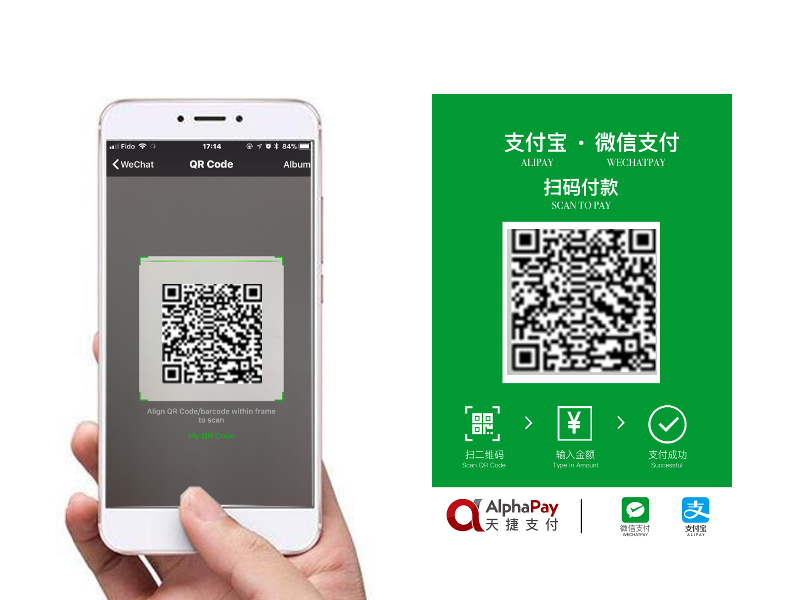 Fido 17:14 84%
WeChat QR Code Album
Align QR Code/barcode within frame
to scan
My QR Code
支付宝 · 微信支付
ALIPAY WECHATPAY
扫码付款
SCAN TO PAY
扫二维码 输入金额 支付成功
Scan QR Code Type in Amount Successful
AlphaPay
天捷支付
微信支付 支付宝
WECHATPAY ALIPAY